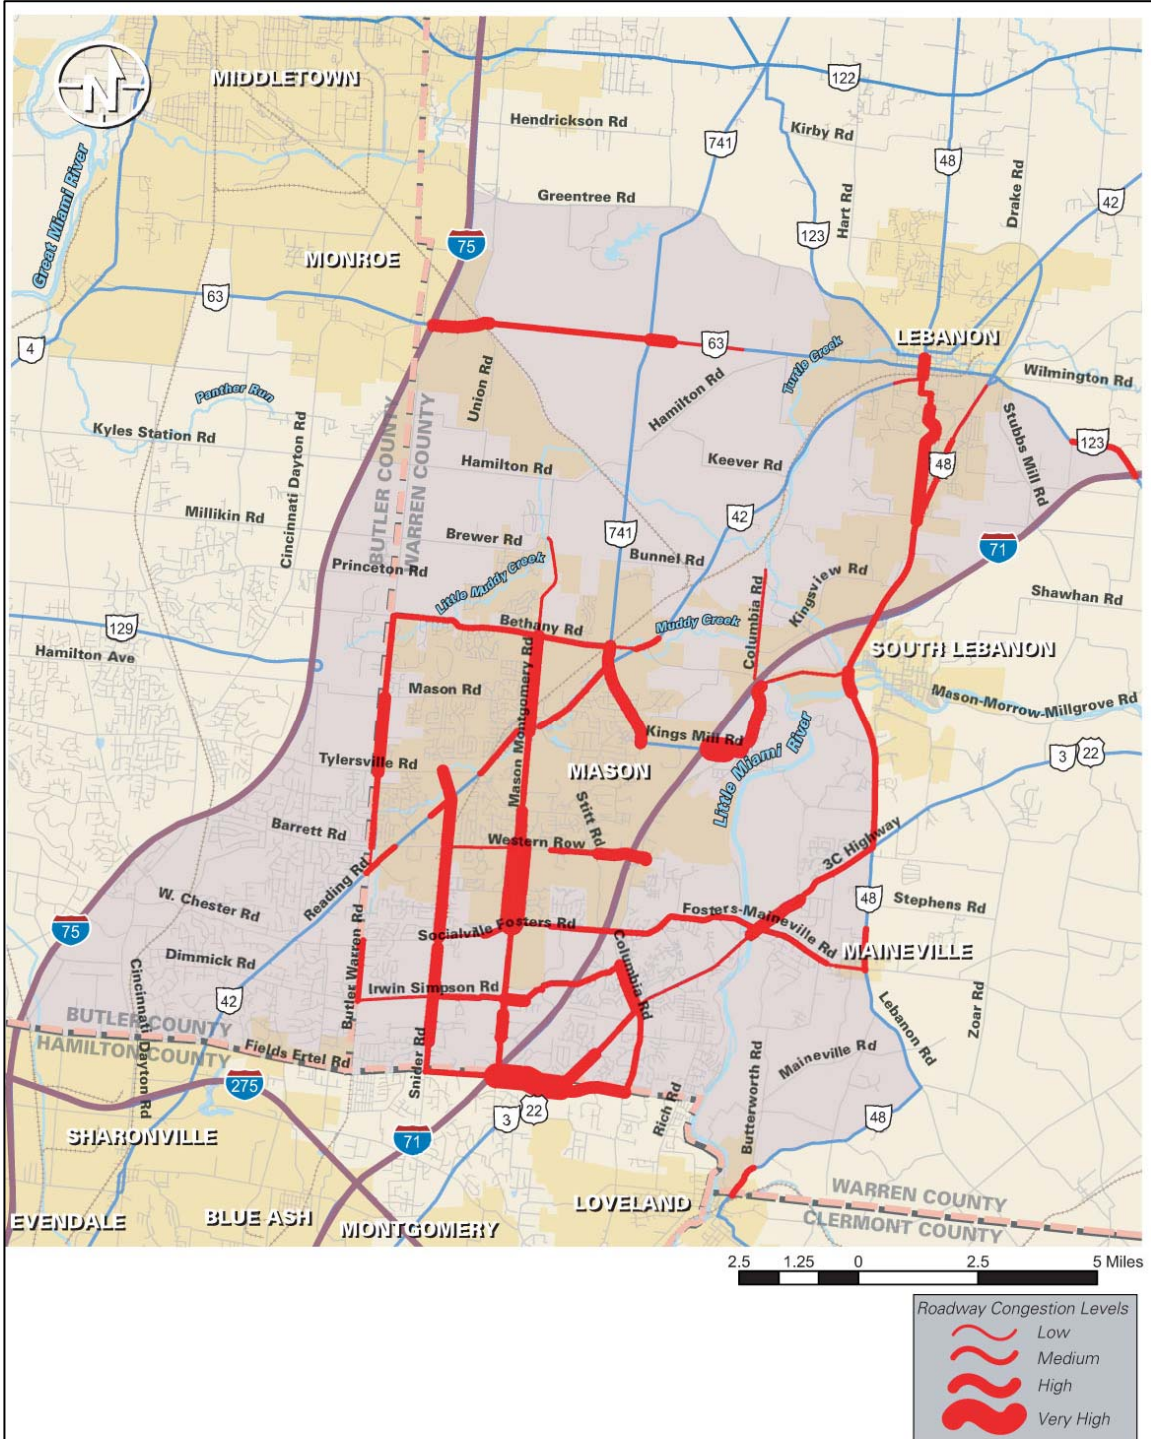 N
MIDDLETOWN
122
Hendrickson Rd
Kirby Rd
741
48
Great Miami River
Greentree Rd
Hart Rd
Drake Rd
42
123
75
MONROE
63
4
63
LEBANON
Turtle Creek
Wilmington Rd
Union Rd
Hamilton Rd
Panther Run
Kyles Station Rd
Cincinnati Dayton Rd
BUTLER COUNTY
WARREN COUNTY
Stubbs Mill Rd
123
Hamilton Rd
Keever Rd
48
Millikin Rd
42
741
Brewer Rd
Bunnel Rd
71
Princeton Rd
Little Muddy Creek
Columbia Rd
Kingsview Rd
Shawhan Rd
129
Bethany Rd
Muddy Creek
Hamilton Ave
SOUTH LEBANON
Mason Rd
Mason Montgomery Rd
Mason-Morrow-Millgrove Rd
Kings Mill Rd
Little Miami River
3
22
Tylersville Rd
MASON
Stitt Rd
Barrett Rd
Western Row
3C Highway
Reading Rd
W. Chester Rd
48
Stephens Rd
75
Socialville Fosters Rd
Fosters-Maineville Rd
MAINEVILLE
Dimmick Rd
Butler Warren Rd
Columbia Rd
Cincinnati Dayton Rd
42
Irwin Simpson Rd
Lebanon Rd
Zoar Rd
BUTLER COUNTY
HAMILTON COUNTY
Fields Ertel Rd
Snider Rd
Maineville Rd
Butterworth Rd
275
Rich Rd
3
22
48
SHARONVILLE
71
EVENDALE
BLUE ASH
MONTGOMERY
LOVELAND
WARREN COUNTY
CLERMONT COUNTY
2.5 1.25 0 2.5 5 Miles
Roadway Congestion Levels
Low
Medium
High
Very High